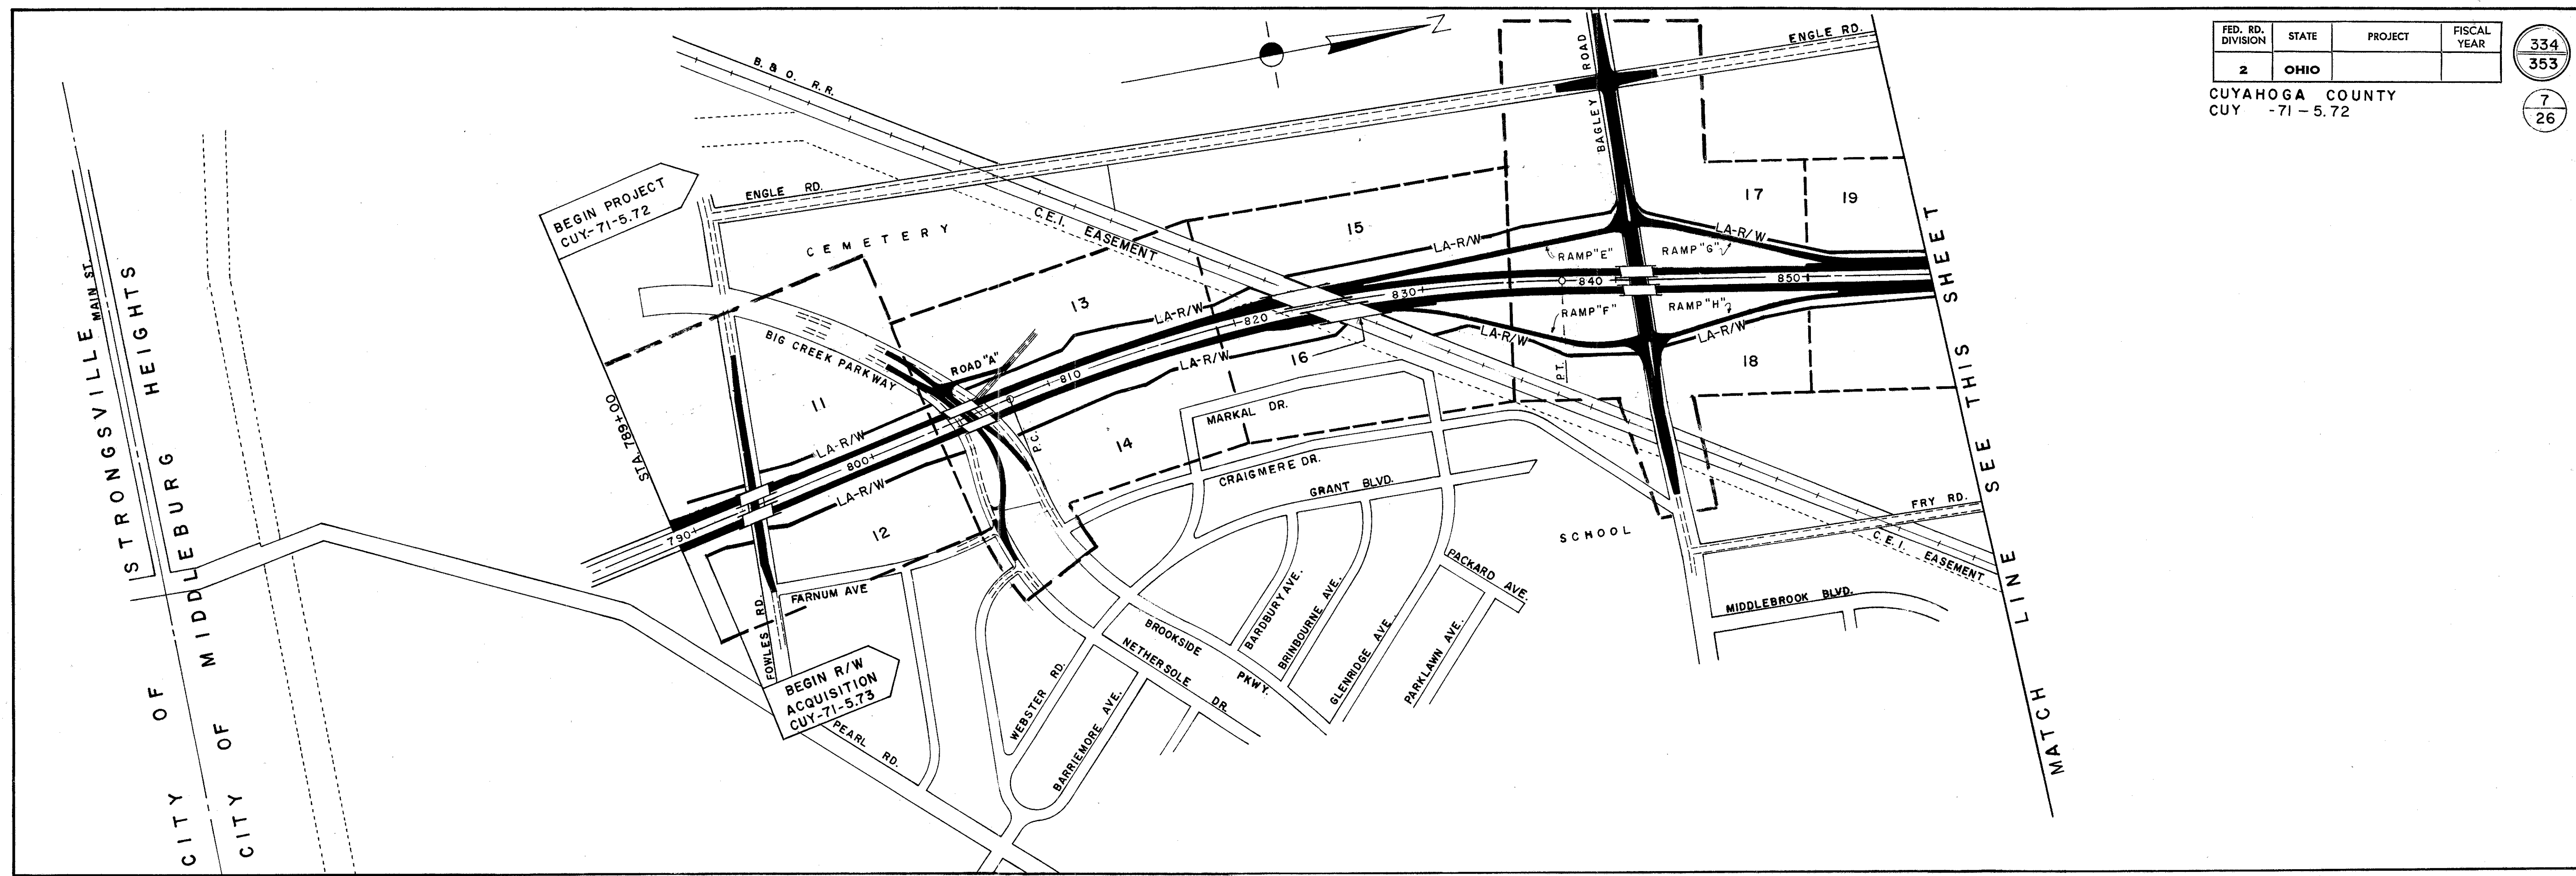 FED. RD. DIVISION
STATE
PROJECT
FISCAL YEAR
2
OHIO
334
353
CUYAHOGA COUNTY
CUY -71-5.72
7
26
N
B. & O. R.R.
ENGLE RD.
BAGLEY ROAD
ENGLE RD.
BEGIN PROJECT
CUY.-71-5.72
C.E.I. EASEMENT
CEMETERY
15
17
19
LA-R/W
LA-R/W
RAMP "E"
RAMP "G"
13
LA-R/W
820
830
840
850
RAMP "F"
RAMP "H"
LA-R/W
LA-R/W
LA-R/W
16
18
P.T.
BIG CREEK PARKWAY
ROAD "A"
810
11
P.C.
14
MARKAL DR.
CRAIGMERE DR.
GRANT BLVD.
STA. 789+00
LA-R/W
800
LA-R/W
790
12
FARNUM AVE
FOWLES RD.
BEGIN R/W
ACQUISITION
CUY-71-5.73
PEARL RD.
WEBSTER RD.
BARRIEMORE AVE.
BROOKSIDE PKWY.
NETHERSOLE DR.
BARDBURY AVE.
BRINBOURNE AVE.
GLENRIDGE AVE.
PARKLAWN AVE.
PACKARD AVE.
SCHOOL
FRY RD.
C.E.I. EASEMENT
MIDDLEBROOK BLVD.
MATCH LINE SEE THIS SHEET
MAIN ST.
CITY OF STRONGSVILLE
CITY OF MIDDLEBURG HEIGHTS